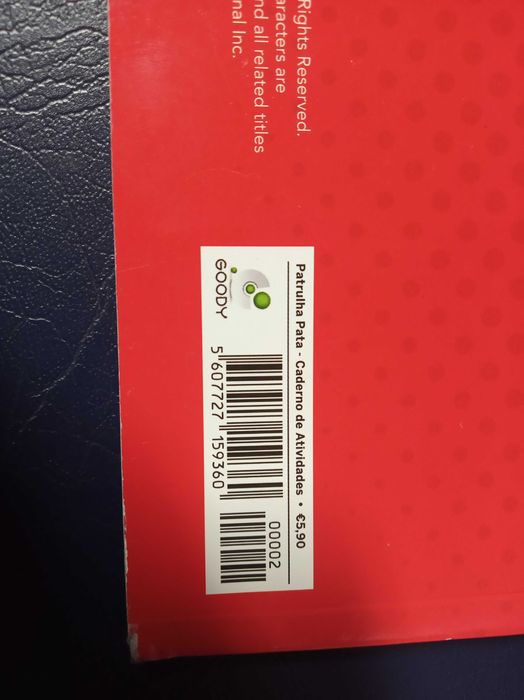 Rights Reserved.
aracters are
nd all related titles
nal Inc.
Patrulha Pata - Caderno de Atividades • €5,90
GOODY
5 607727 159360
00002